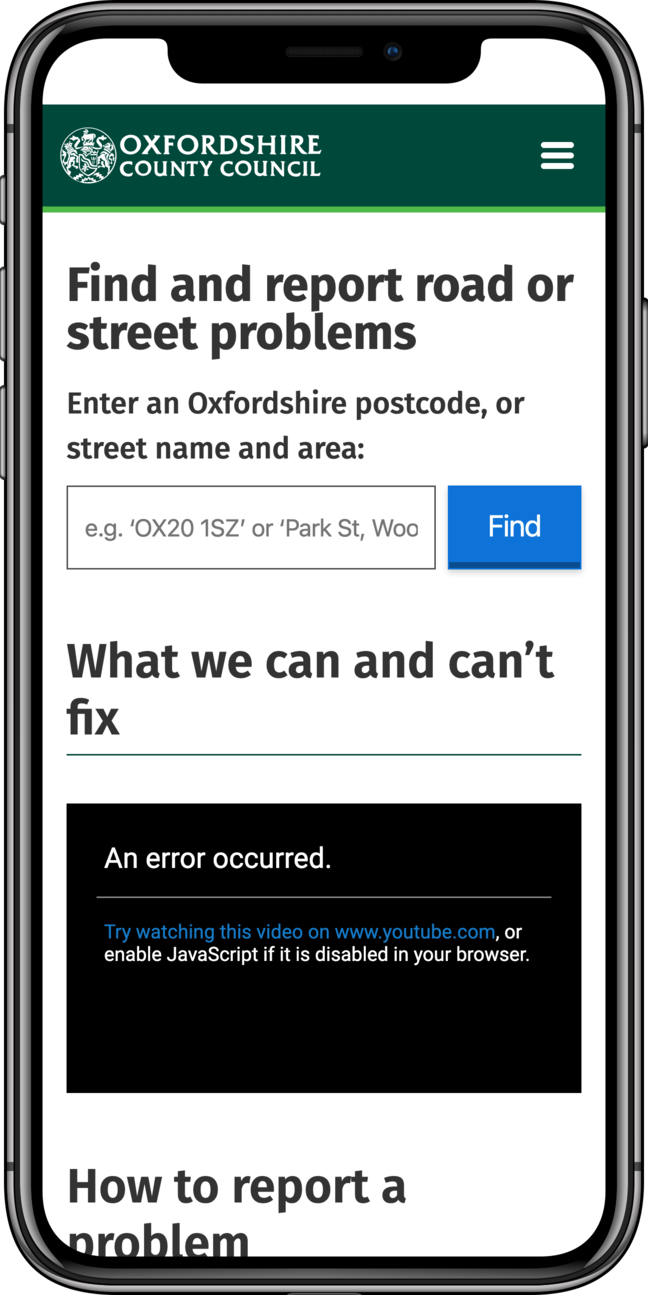 OXFORDSHIRE
COUNTY COUNCIL
Find and report road or
street problems
Enter an Oxfordshire postcode, or
street name and area:
e.g. ‘OX20 1SZ’ or ‘Park St, Woo
Find
What we can and can’t
fix
An error occurred.
Try watching this video on www.youtube.com, or
enable JavaScript if it is disabled in your browser.
How to report a
problem